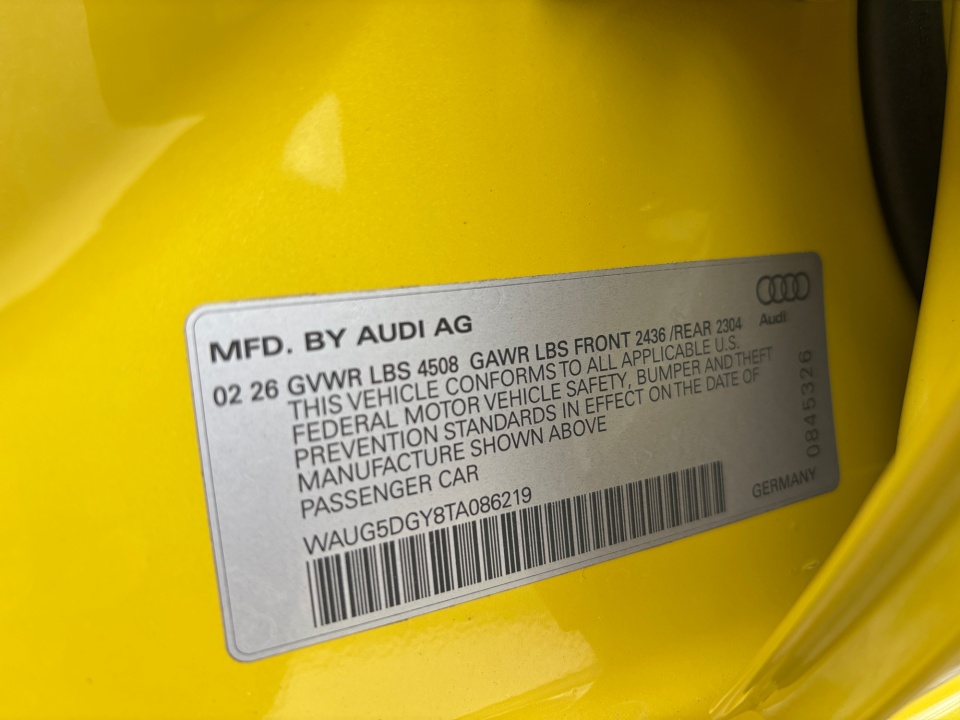 MFD. BY AUDI AG
Audi
02 26 GVWR LBS 4508 GAWR LBS FRONT 2436 /REAR 2304
THIS VEHICLE CONFORMS TO ALL APPLICABLE U.S.
FEDERAL MOTOR VEHICLE SAFETY, BUMPER AND THEFT
PREVENTION STANDARDS IN EFFECT ON THE DATE OF
MANUFACTURE SHOWN ABOVE
PASSENGER CAR
WAUG5DGY8TA086219
GERMANY
0845326